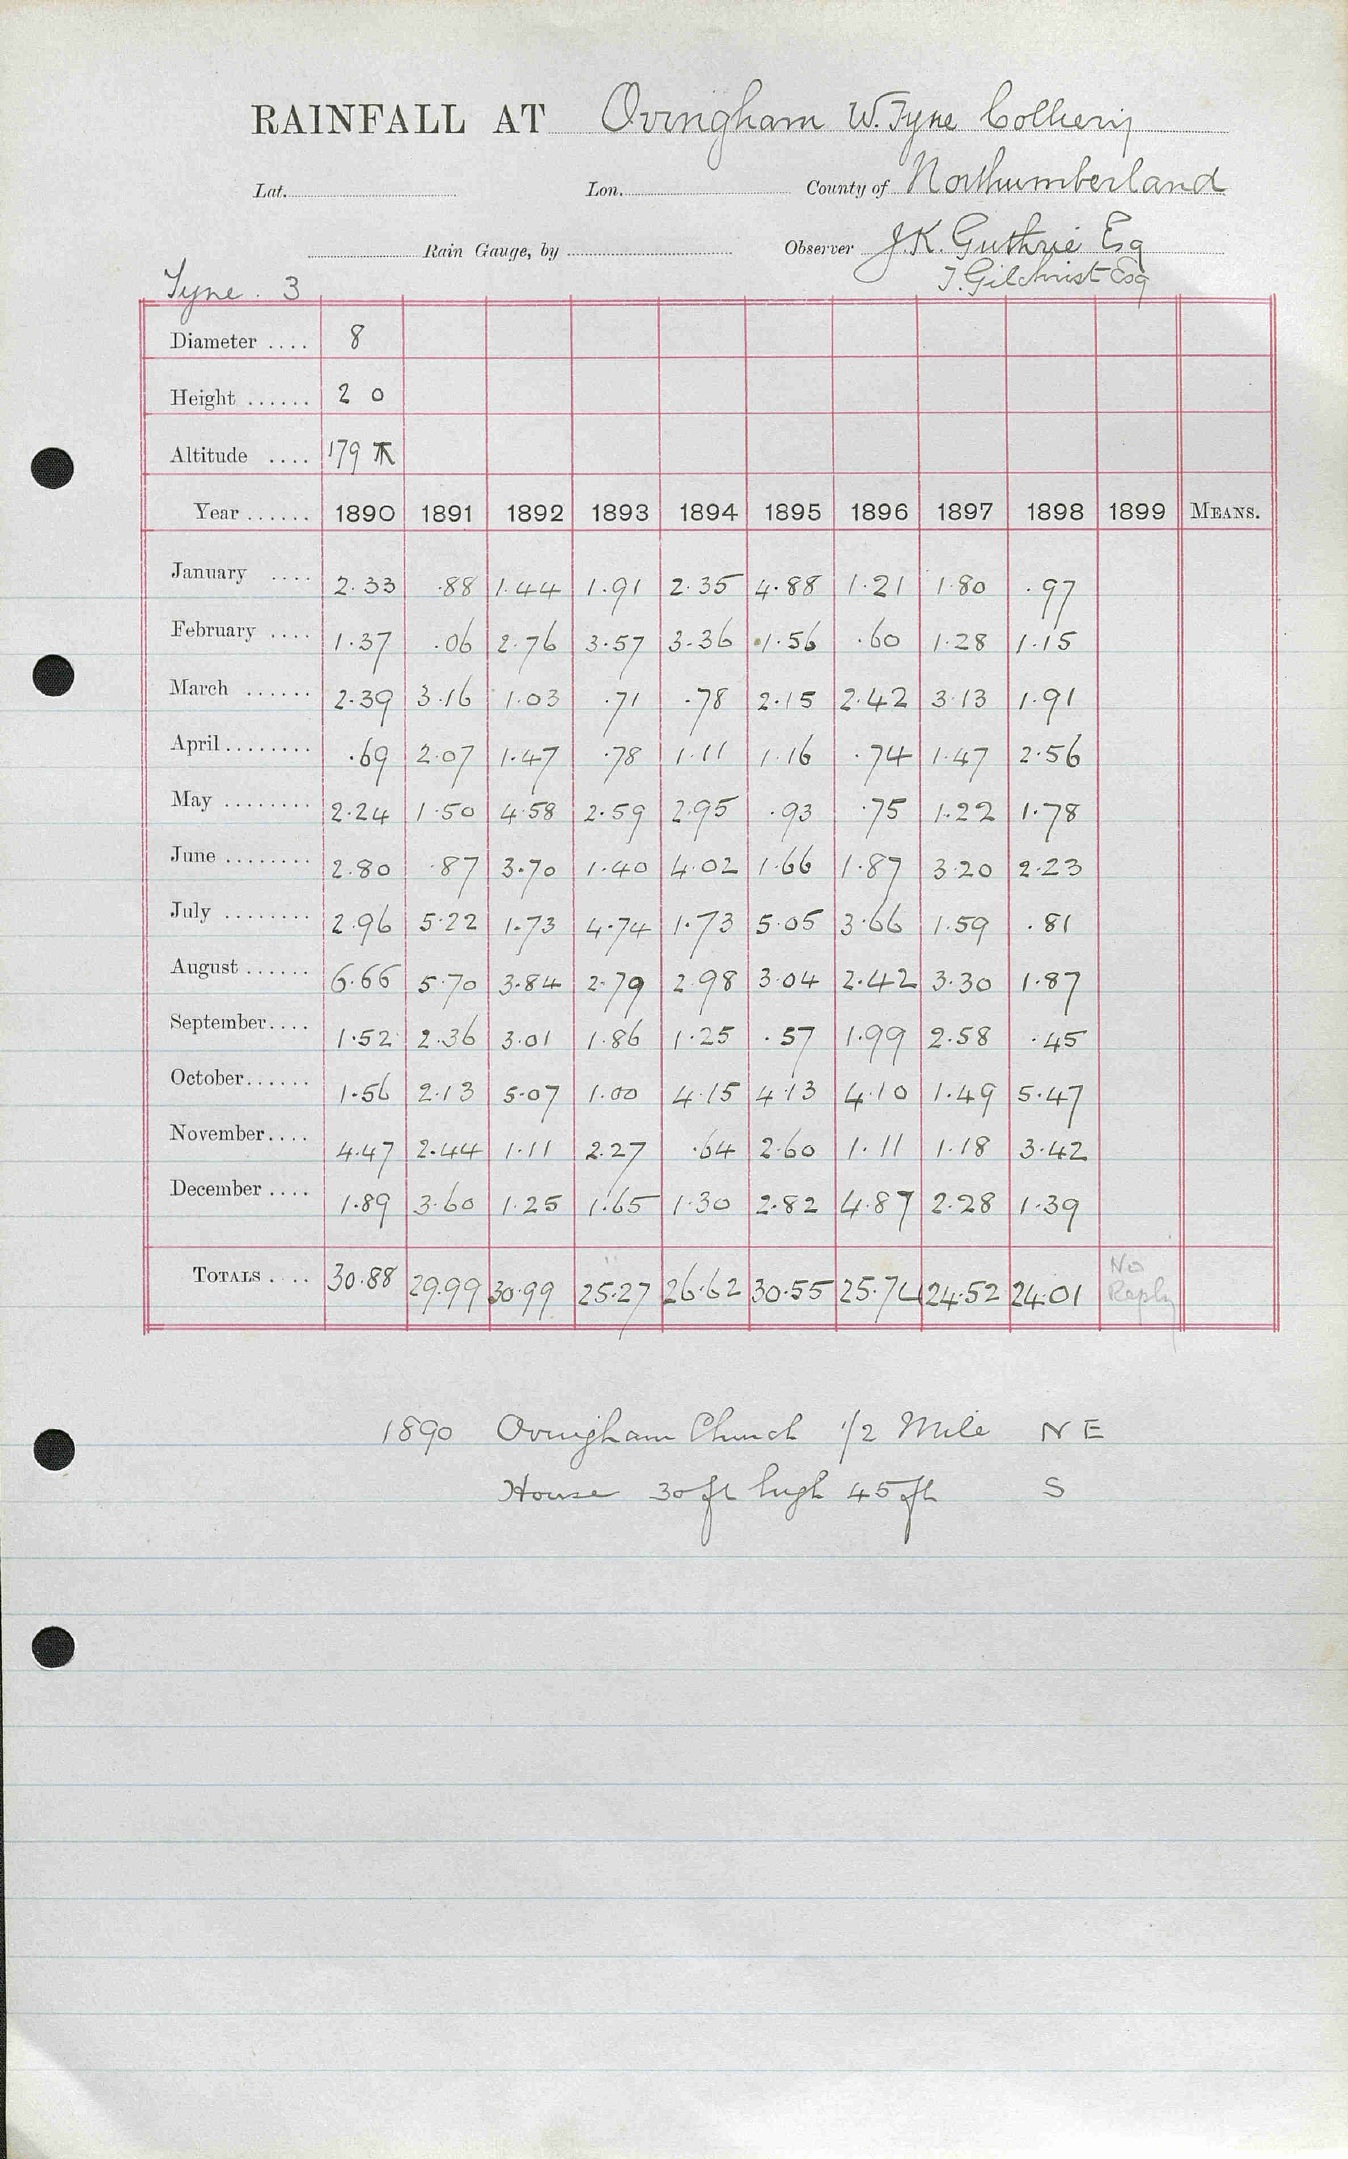 RAINFALL AT Ovingham W. Tyne Colliery
Lat. Lon. County of Northumberland
Rain Gauge, by Observer J.K. Guthrie Esq
T. Gilchrist Esq
Tyne. 3
Diameter .... 8
Height ...... 2 0
Altitude .... 179
Year ...... 1890 1891 1892 1893 1894 1895 1896 1897 1898 1899 MEANS.
January .... 2.33 .88 1.44 1.91 2.35 4.88 1.21 1.80 .97
February .... 1.37 .06 2.76 3.57 3.36 1.56 .60 1.28 1.15
March ...... 2.39 3.16 1.03 .71 .78 2.15 2.42 3.13 1.91
April ........ .69 2.07 1.47 .78 1.11 1.16 .74 1.47 2.56
May ........ 2.24 1.50 4.58 2.59 2.95 .93 .75 1.22 1.78
June ........ 2.80 .87 3.70 1.40 4.02 1.66 1.87 3.20 2.23
July ........ 2.96 5.22 1.73 4.74 1.73 5.05 3.66 1.59 .81
August ...... 6.66 5.70 3.84 2.79 2.98 3.04 2.42 3.30 1.87
September.... 1.52 2.36 3.01 1.86 1.25 .57 1.99 2.58 .45
October...... 1.56 2.13 5.07 1.00 4.15 4.13 4.10 1.49 5.47
November.... 4.47 2.44 1.11 2.27 .64 2.60 1.11 1.18 3.42
December .... 1.89 3.60 1.25 1.65 1.30 2.82 4.87 2.28 1.39
TOTALS .... 30.88 29.99 30.99 25.27 26.62 30.55 25.74 24.52 24.01 No Reply
1890 Ovingham Church 1/2 Mile N E
House 30 ft high 45 ft S